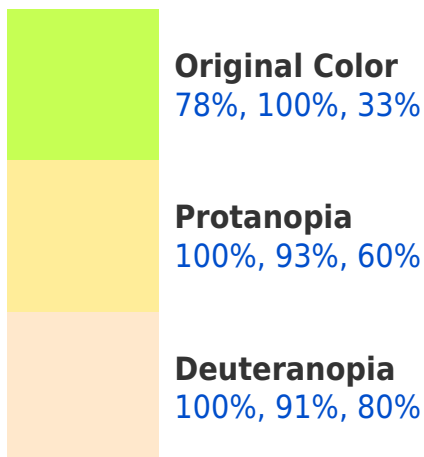 Original Color
78%, 100%, 33%
Protanopia
100%, 93%, 60%
Deuteranopia
100%, 91%, 80%